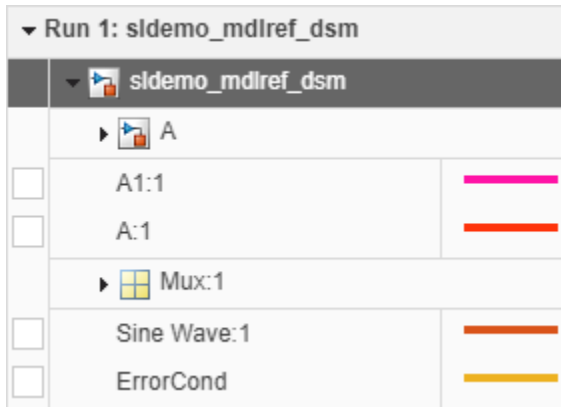 Run 1: sldemo_mdlref_dsm
sldemo_mdlref_dsm
A
A1:1
A:1
Mux:1
Sine Wave:1
ErrorCond